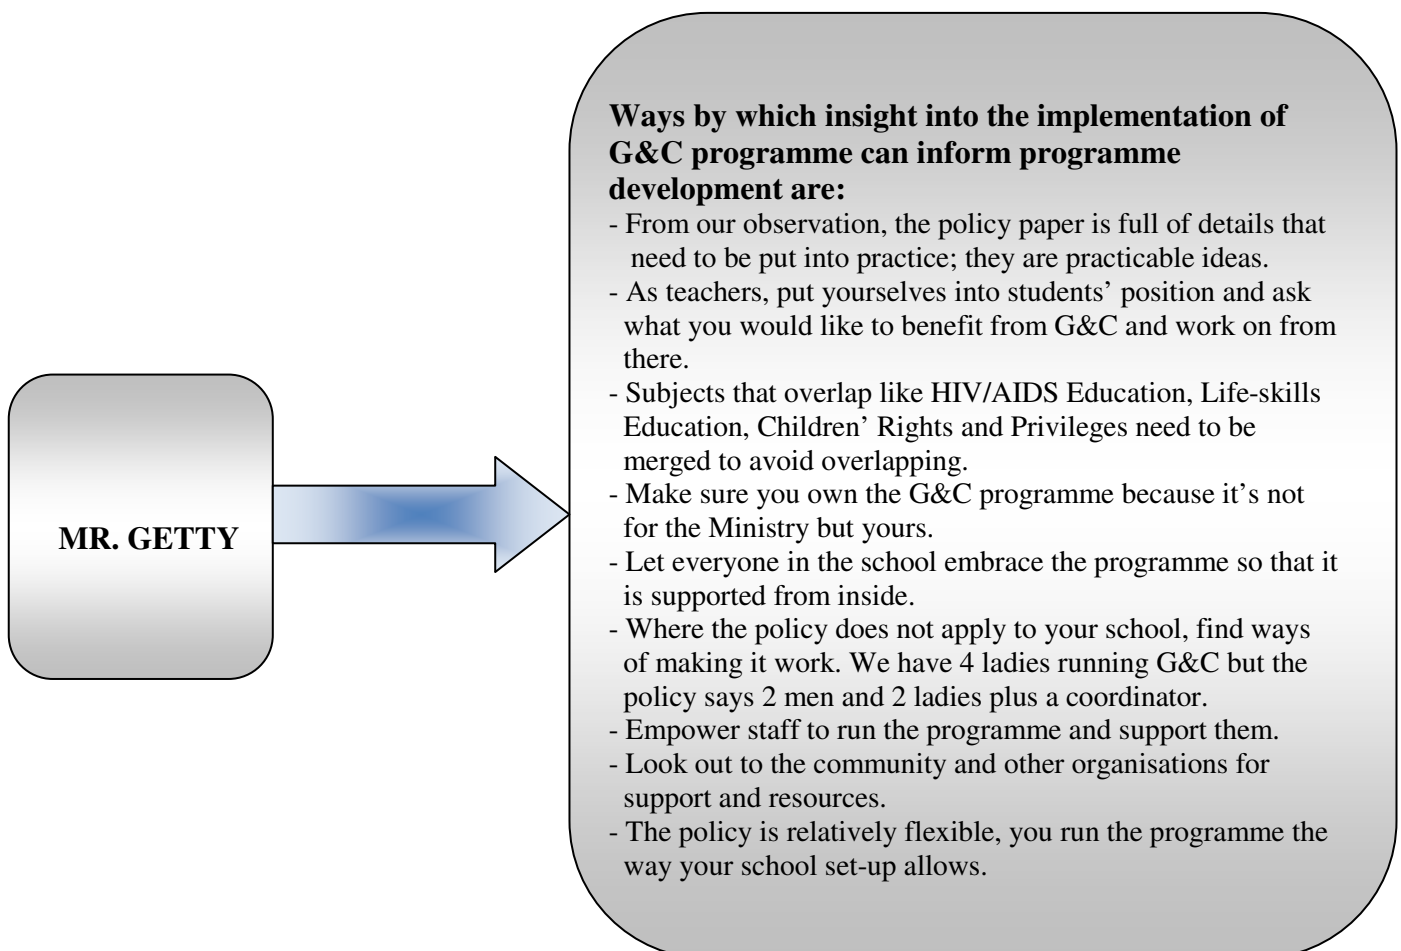 MR. GETTY
Ways by which insight into the implementation of
G&C programme can inform programme
development are:
- From our observation, the policy paper is full of details that
need to be put into practice; they are practicable ideas.
- As teachers, put yourselves into students’ position and ask
what you would like to benefit from G&C and work on from
there.
- Subjects that overlap like HIV/AIDS Education, Life-skills
Education, Children’ Rights and Privileges need to be
merged to avoid overlapping.
- Make sure you own the G&C programme because it’s not
for the Ministry but yours.
- Let everyone in the school embrace the programme so that it
is supported from inside.
- Where the policy does not apply to your school, find ways
of making it work. We have 4 ladies running G&C but the
policy says 2 men and 2 ladies plus a coordinator.
- Empower staff to run the programme and support them.
- Look out to the community and other organisations for
support and resources.
- The policy is relatively flexible, you run the programme the
way your school set-up allows.